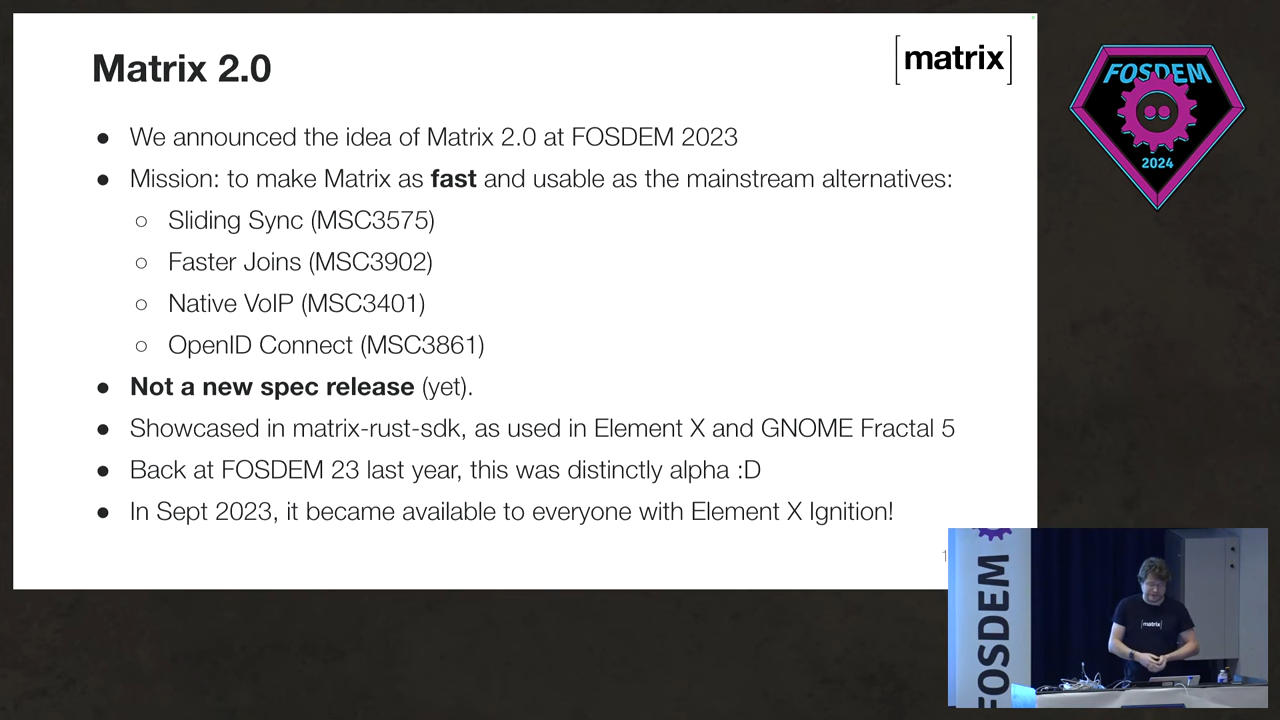 Matrix 2.0
[matrix]
● We announced the idea of Matrix 2.0 at FOSDEM 2023
● Mission: to make Matrix as fast and usable as the mainstream alternatives:
○ Sliding Sync (MSC3575)
○ Faster Joins (MSC3902)
○ Native VoIP (MSC3401)
○ OpenID Connect (MSC3861)
● Not a new spec release (yet).
● Showcased in matrix-rust-sdk, as used in Element X and GNOME Fractal 5
● Back at FOSDEM 23 last year, this was distinctly alpha :D
● In Sept 2023, it became available to everyone with Element X Ignition!
FOSDEM
2024
FOSDEM
[matrix]